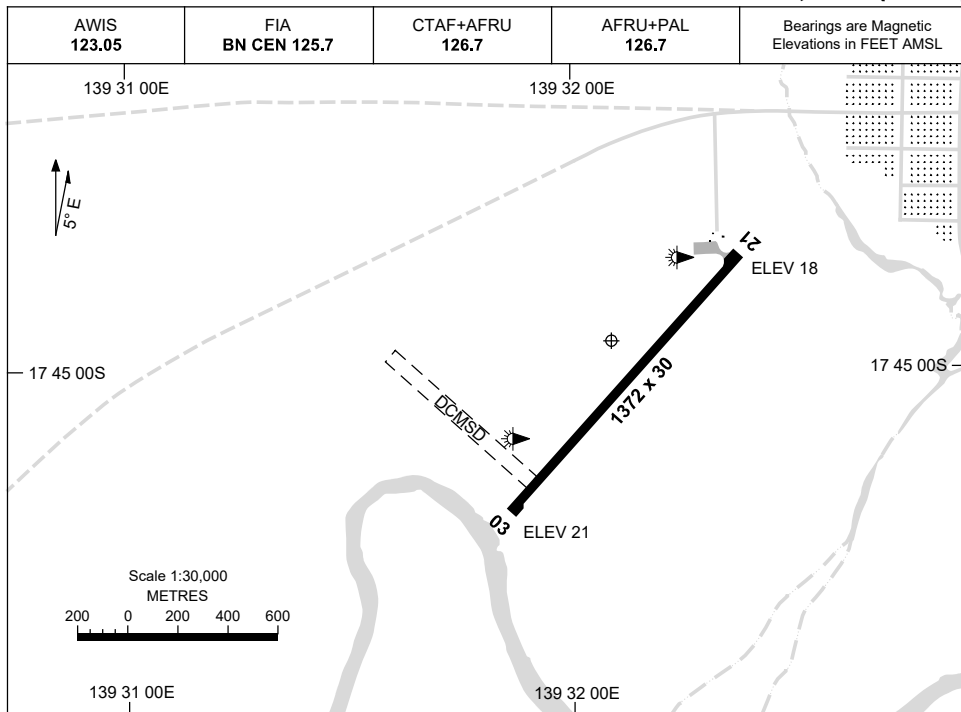 AWIS
123.05
FIA
BN CEN 125.7
CTAF+AFRU
126.7
AFRU+PAL
126.7
Bearings are Magnetic
Elevations in FEET AMSL
139 31 00E
139 32 00E
5° E
21
ELEV 18
17 45 00S
17 45 00S
1372 x 30
DCMSD
03
ELEV 21
Scale 1:30,000
METRES
200 0 200 400 600
139 31 00E
139 32 00E